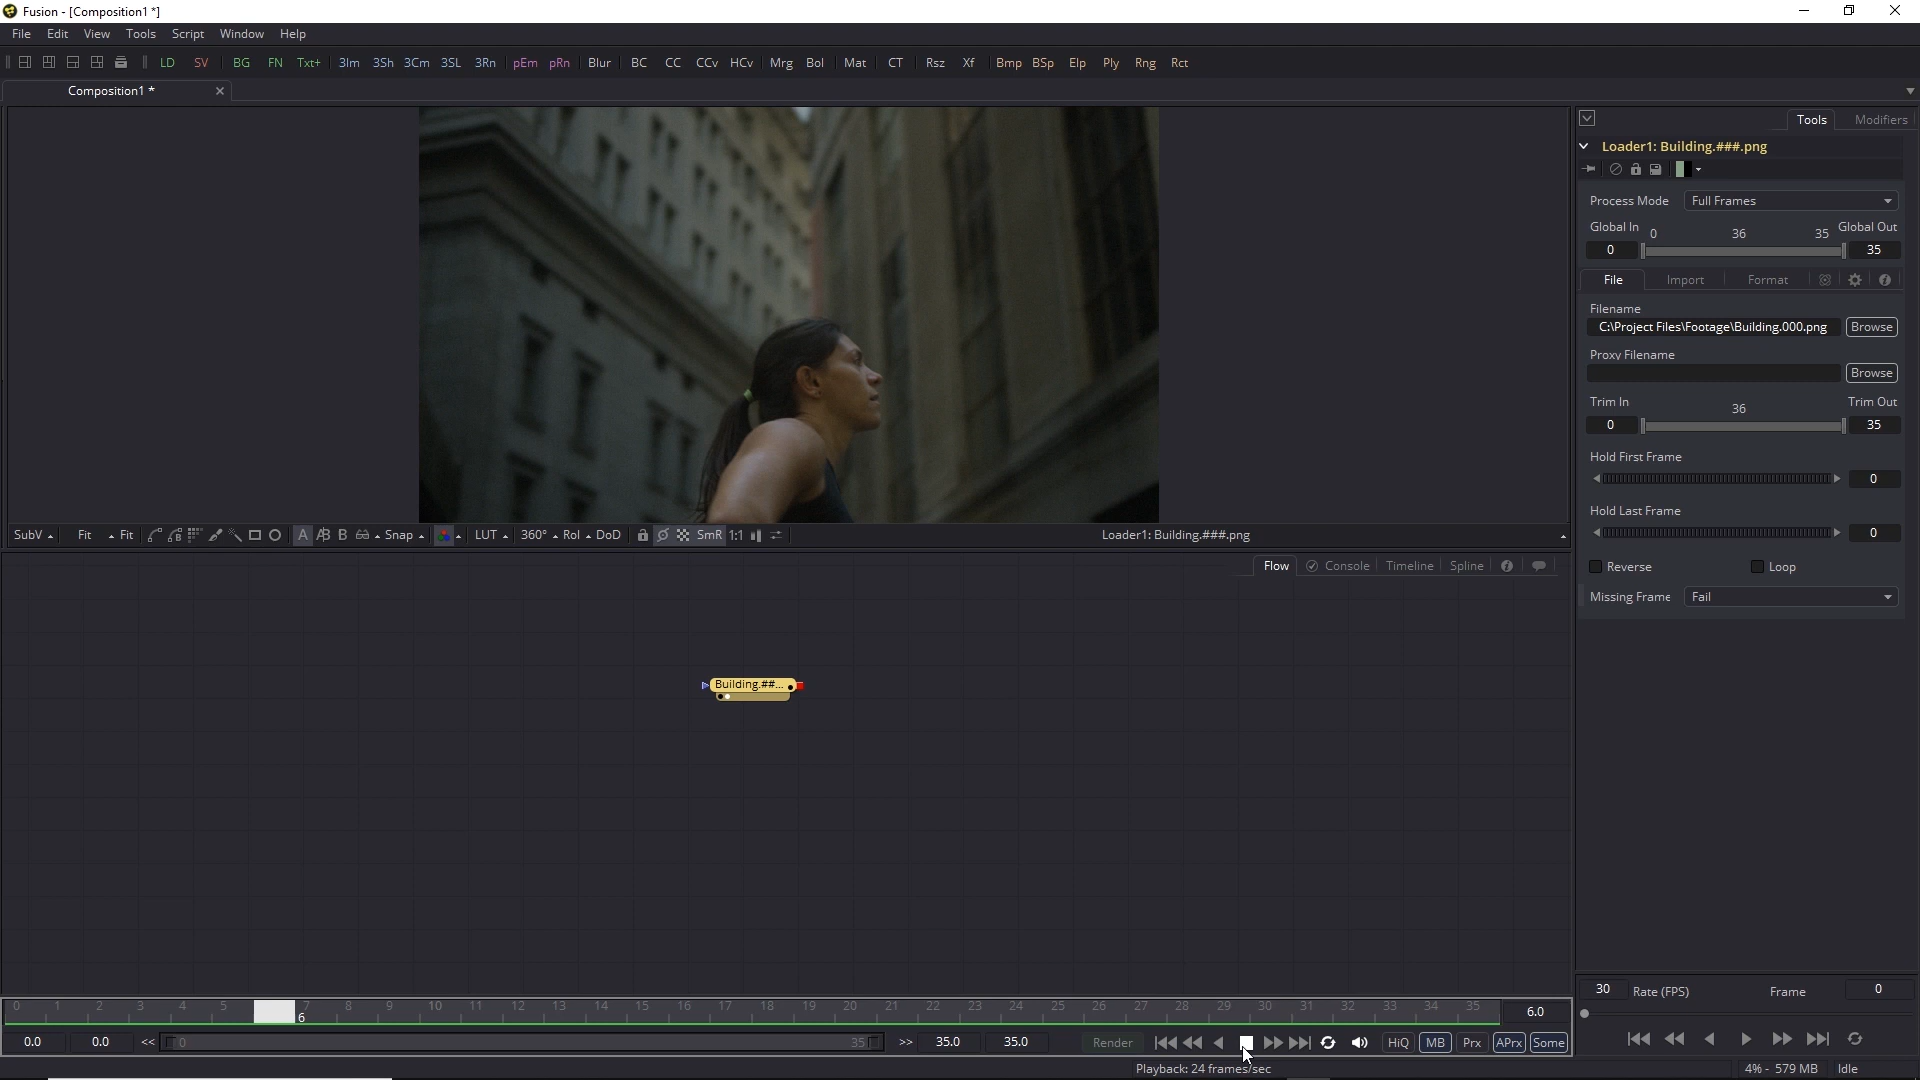 Fusion - [Composition1 *]
File Edit View Tools Script Window Help
LD SV BG FN Txt+ 3Im 3Sh 3Cm 3SL 3Rn pEm pRn Blur BC CC CCv HCv Mrg Bol Mat CT Rsz Xf Bmp BSp Elp Ply Rng Rct
Composition1 *
Tools Modifiers
Loader1: Building.###.png
Process Mode Full Frames
Global In 0 36 35 Global Out
0 35
File Import Format
Filename
C:\Project Files\Footage\Building.000.png Browse
Proxy Filename
Browse
Trim In 36 Trim Out
0 35
Hold First Frame
0
Hold Last Frame
0
Reverse Loop
Missing Frame Fail
SubV Fit Fit A A B B Snap LUT 360° RoI DoD SmR 1:1 Loader1: Building.###.png
Flow Console Timeline Spline
Building.##...
30 Rate (FPS) Frame 0
0 1 2 3 4 5 7 8 9 10 11 12 13 14 15 16 17 18 19 20 21 22 23 24 25 26 27 28 29 30 31 32 33 34 35
6 6.0
0.0 0.0 << 0 35 >> 35.0 35.0 Render HiQ MB Prx APrx Some
Playback: 24 frames/sec 4% - 579 MB Idle